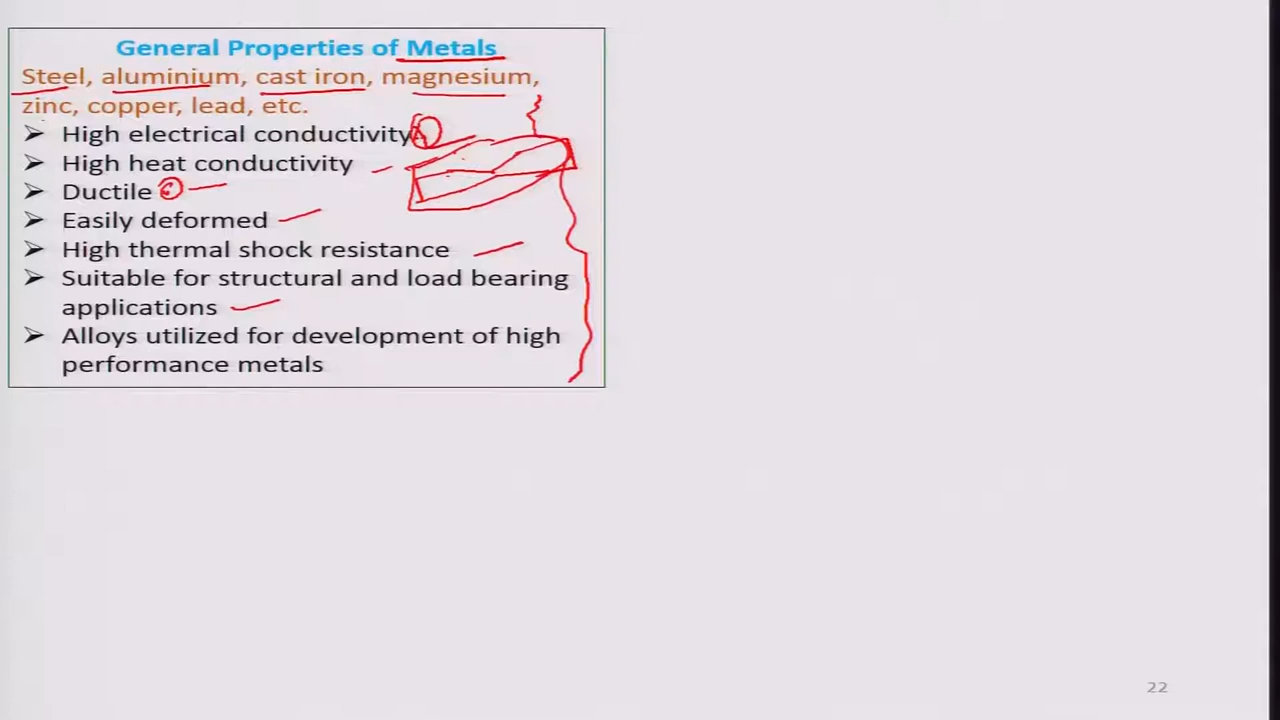 General Properties of Metals
Steel, aluminium, cast iron, magnesium,
zinc, copper, lead, etc.
➢ High electrical conductivity
➢ High heat conductivity
➢ Ductile
➢ Easily deformed
➢ High thermal shock resistance
➢ Suitable for structural and load bearing
applications
➢ Alloys utilized for development of high
performance metals
22